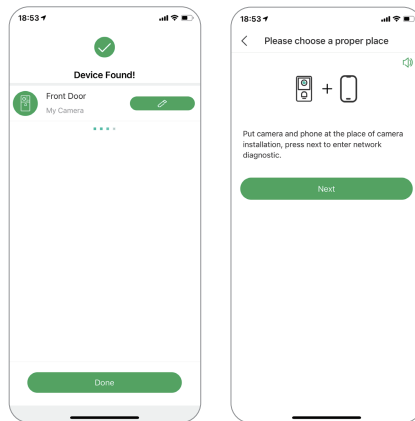 18:53
Device Found!
Front Door
My Camera
Done
18:53
Please choose a proper place
+
Put camera and phone at the place of camera
installation, press next to enter network
diagnostic.
Next